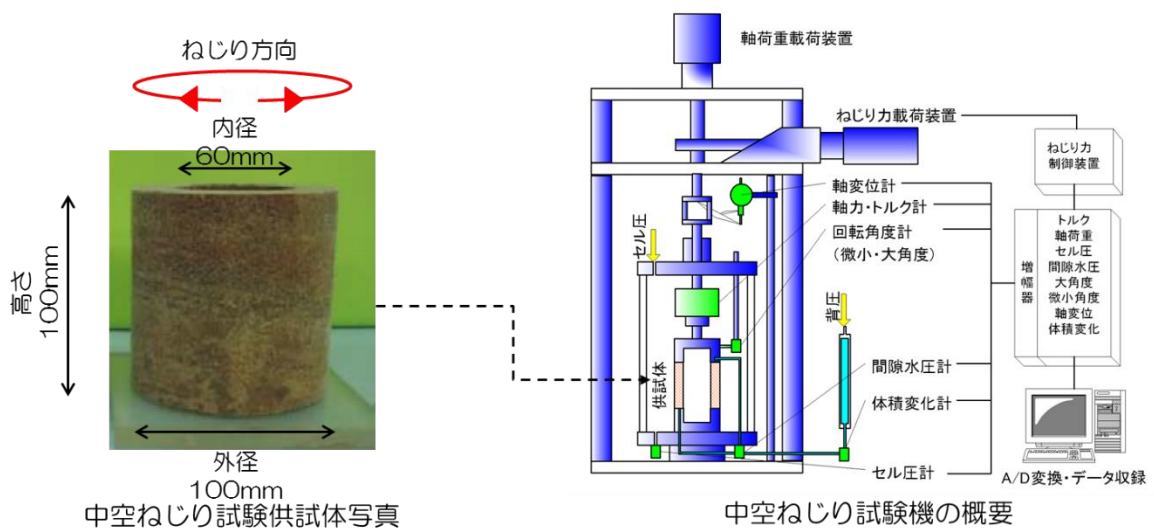 ねじり方向
内径
60mm
高さ
100mm
外径
100mm
中空ねじり試験供試体写真
軸荷重載荷装置
ねじり力載荷装置
ねじり力
制御装置
軸変位計
軸力・トルク計
回転角度計
(微小・大角度)
セル圧
背圧
供試体
間隙水圧計
体積変化計
セル圧計
増幅器
トルク
軸荷重
セル圧
間隙水圧
大角度
微小角度
軸変位
体積変化
A/D変換・データ収録
中空ねじり試験機の概要